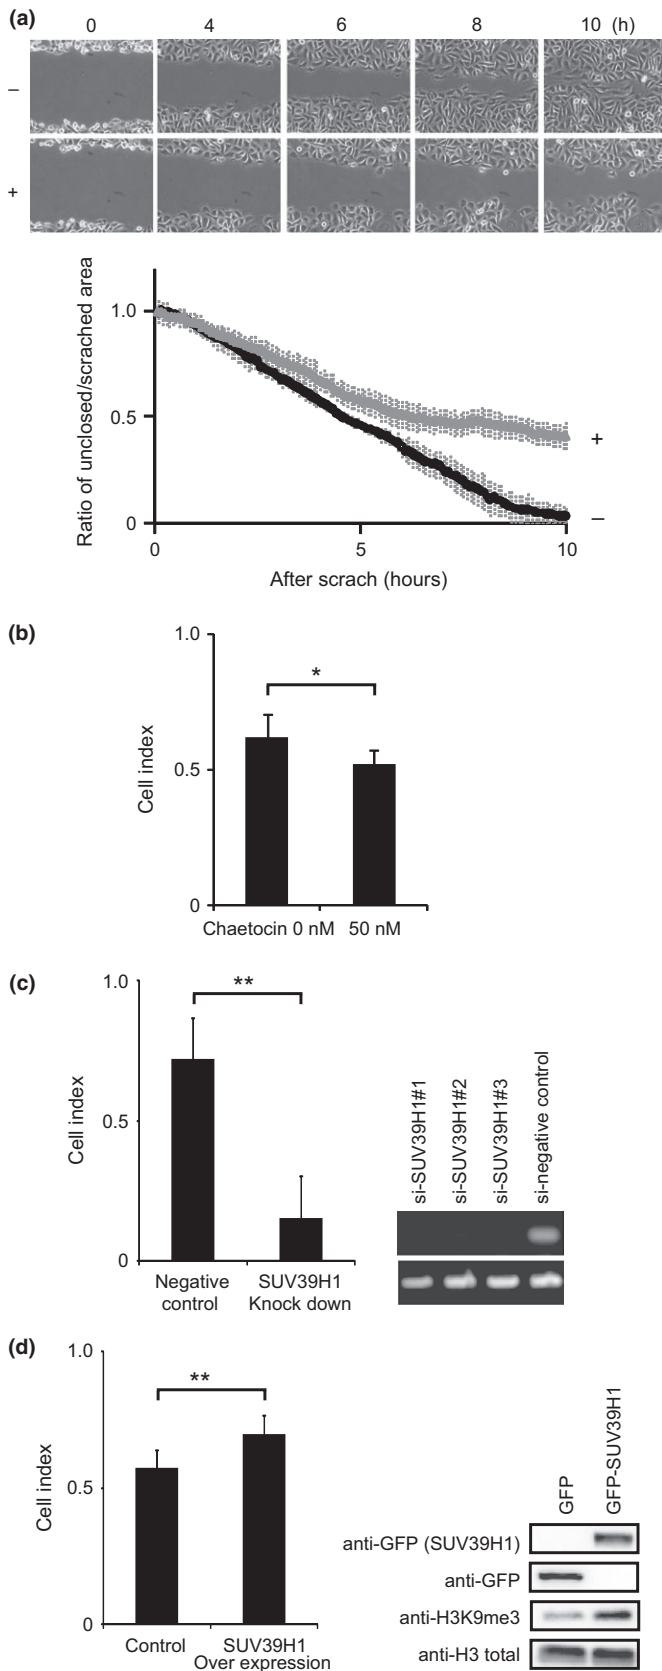 (a)
0 4 6 8 10 (h)
–
+
Ratio of unclosed/scrached area
1.0
0.5
0
+
–
0 5 10
After scrach (hours)
(b)
Cell index
1.0
0.5
0
*
Chaetocin 0 nM 50 nM
(c)
Cell index
1.0
0.5
0
**
Negative control
SUV39H1 Knock down
si-SUV39H1#1
si-SUV39H1#2
si-SUV39H1#3
si-negative control
(d)
Cell index
1.0
0.5
0
**
Control
SUV39H1
Over expression
GFP
GFP-SUV39H1
anti-GFP (SUV39H1)
anti-GFP
anti-H3K9me3
anti-H3 total